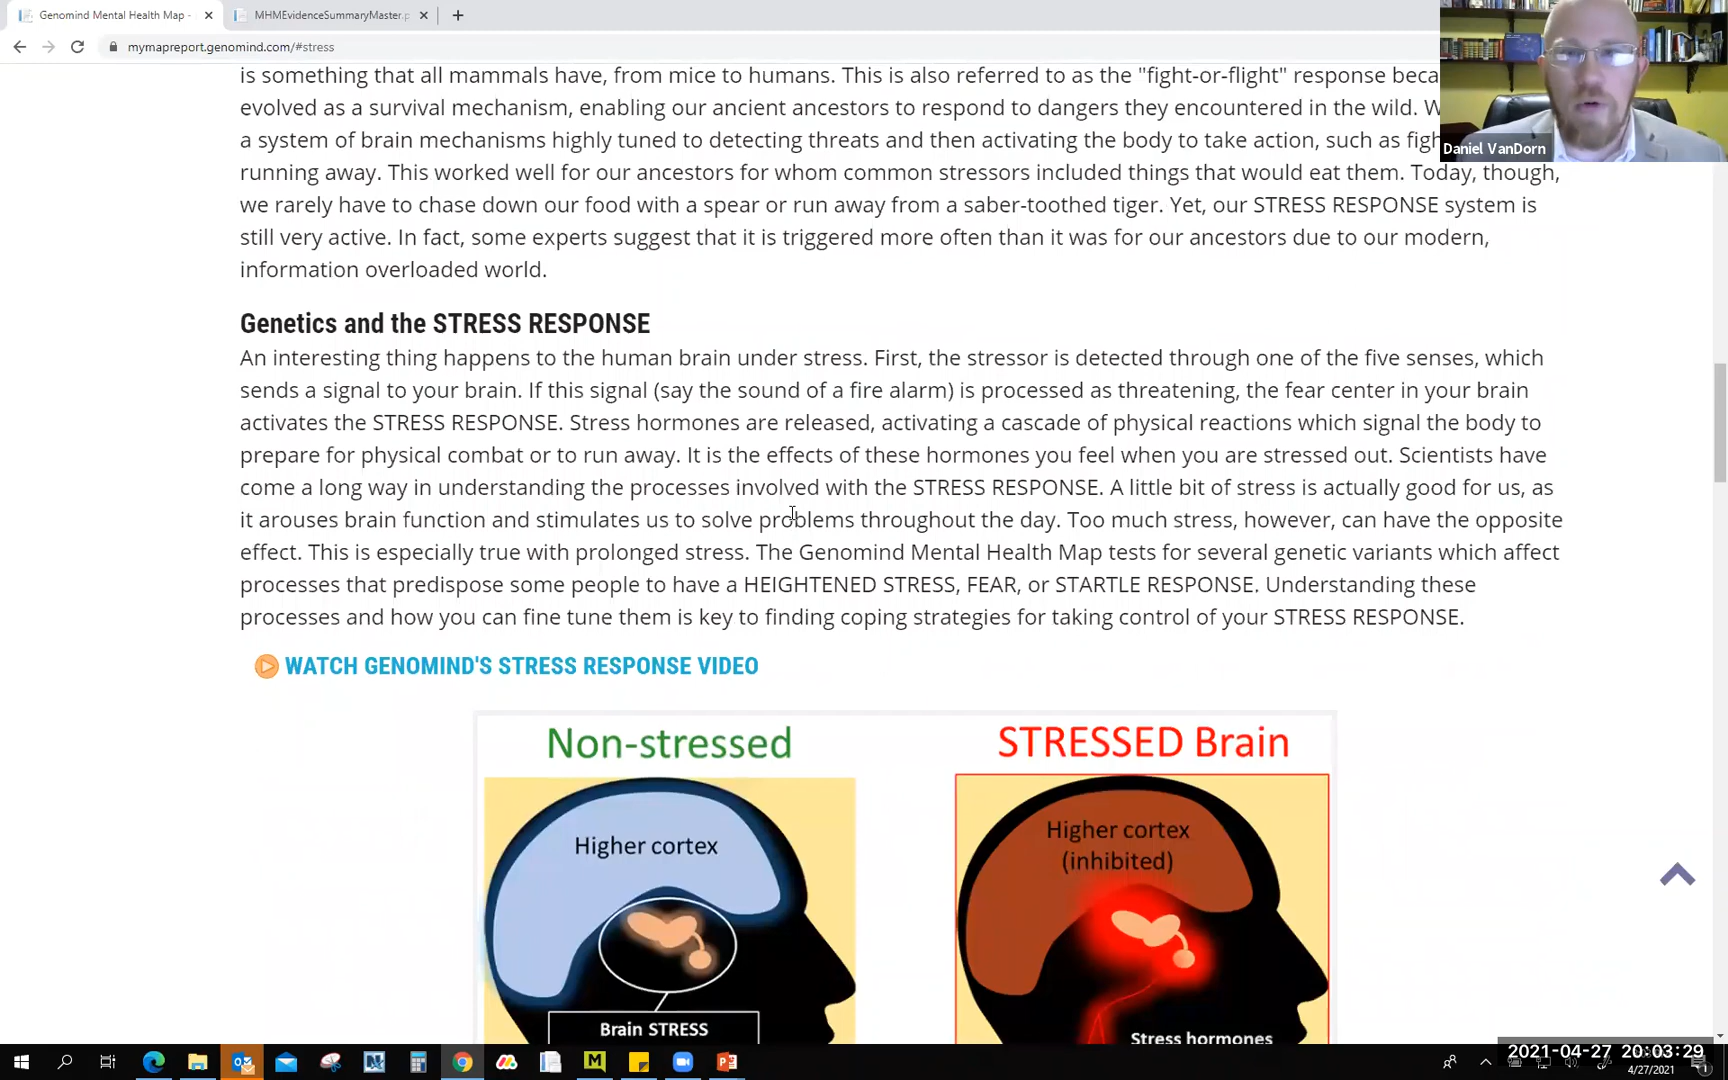 Genomind Mental Health Map -
MHMEvidenceSummaryMaster.p
mymapreport.genomind.com/#stress
is something that all mammals have, from mice to humans. This is also referred to as the "fight-or-flight" response beca
evolved as a survival mechanism, enabling our ancient ancestors to respond to dangers they encountered in the wild. W
a system of brain mechanisms highly tuned to detecting threats and then activating the body to take action, such as figh
running away. This worked well for our ancestors for whom common stressors included things that would eat them. Today, though,
we rarely have to chase down our food with a spear or run away from a saber-toothed tiger. Yet, our STRESS RESPONSE system is
still very active. In fact, some experts suggest that it is triggered more often than it was for our ancestors due to our modern,
information overloaded world.
Daniel VanDorn
Genetics and the STRESS RESPONSE
An interesting thing happens to the human brain under stress. First, the stressor is detected through one of the five senses, which
sends a signal to your brain. If this signal (say the sound of a fire alarm) is processed as threatening, the fear center in your brain
activates the STRESS RESPONSE. Stress hormones are released, activating a cascade of physical reactions which signal the body to
prepare for physical combat or to run away. It is the effects of these hormones you feel when you are stressed out. Scientists have
come a long way in understanding the processes involved with the STRESS RESPONSE. A little bit of stress is actually good for us, as
it arouses brain function and stimulates us to solve problems throughout the day. Too much stress, however, can have the opposite
effect. This is especially true with prolonged stress. The Genomind Mental Health Map tests for several genetic variants which affect
processes that predispose some people to have a HEIGHTENED STRESS, FEAR, or STARTLE RESPONSE. Understanding these
processes and how you can fine tune them is key to finding coping strategies for taking control of your STRESS RESPONSE.
WATCH GENOMIND'S STRESS RESPONSE VIDEO
Non-stressed
STRESSED Brain
Higher cortex
Higher cortex
(inhibited)
Brain STRESS
Stress hormones
2021-04-27 20:03:29
4/27/2021